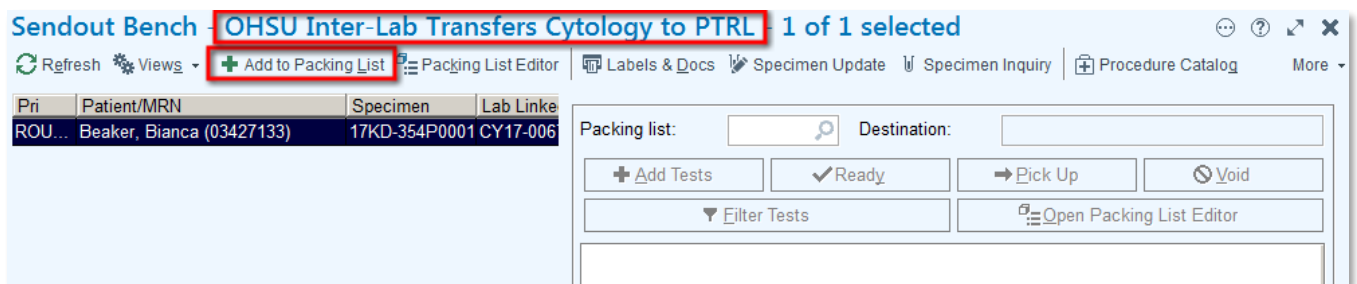 Sendout Bench - OHSU Inter-Lab Transfers Cytology to PTRL - 1 of 1 selected
Refresh Views Add to Packing List Packing List Editor Labels & Docs Specimen Update Specimen Inquiry Procedure Catalog More
Pri Patient/MRN Specimen Lab Linke
ROU... Beaker, Bianca (03427133) 17KD-354P0001 CY17-006
Packing list: Destination:
Add Tests Ready Pick Up Void
Filter Tests Open Packing List Editor